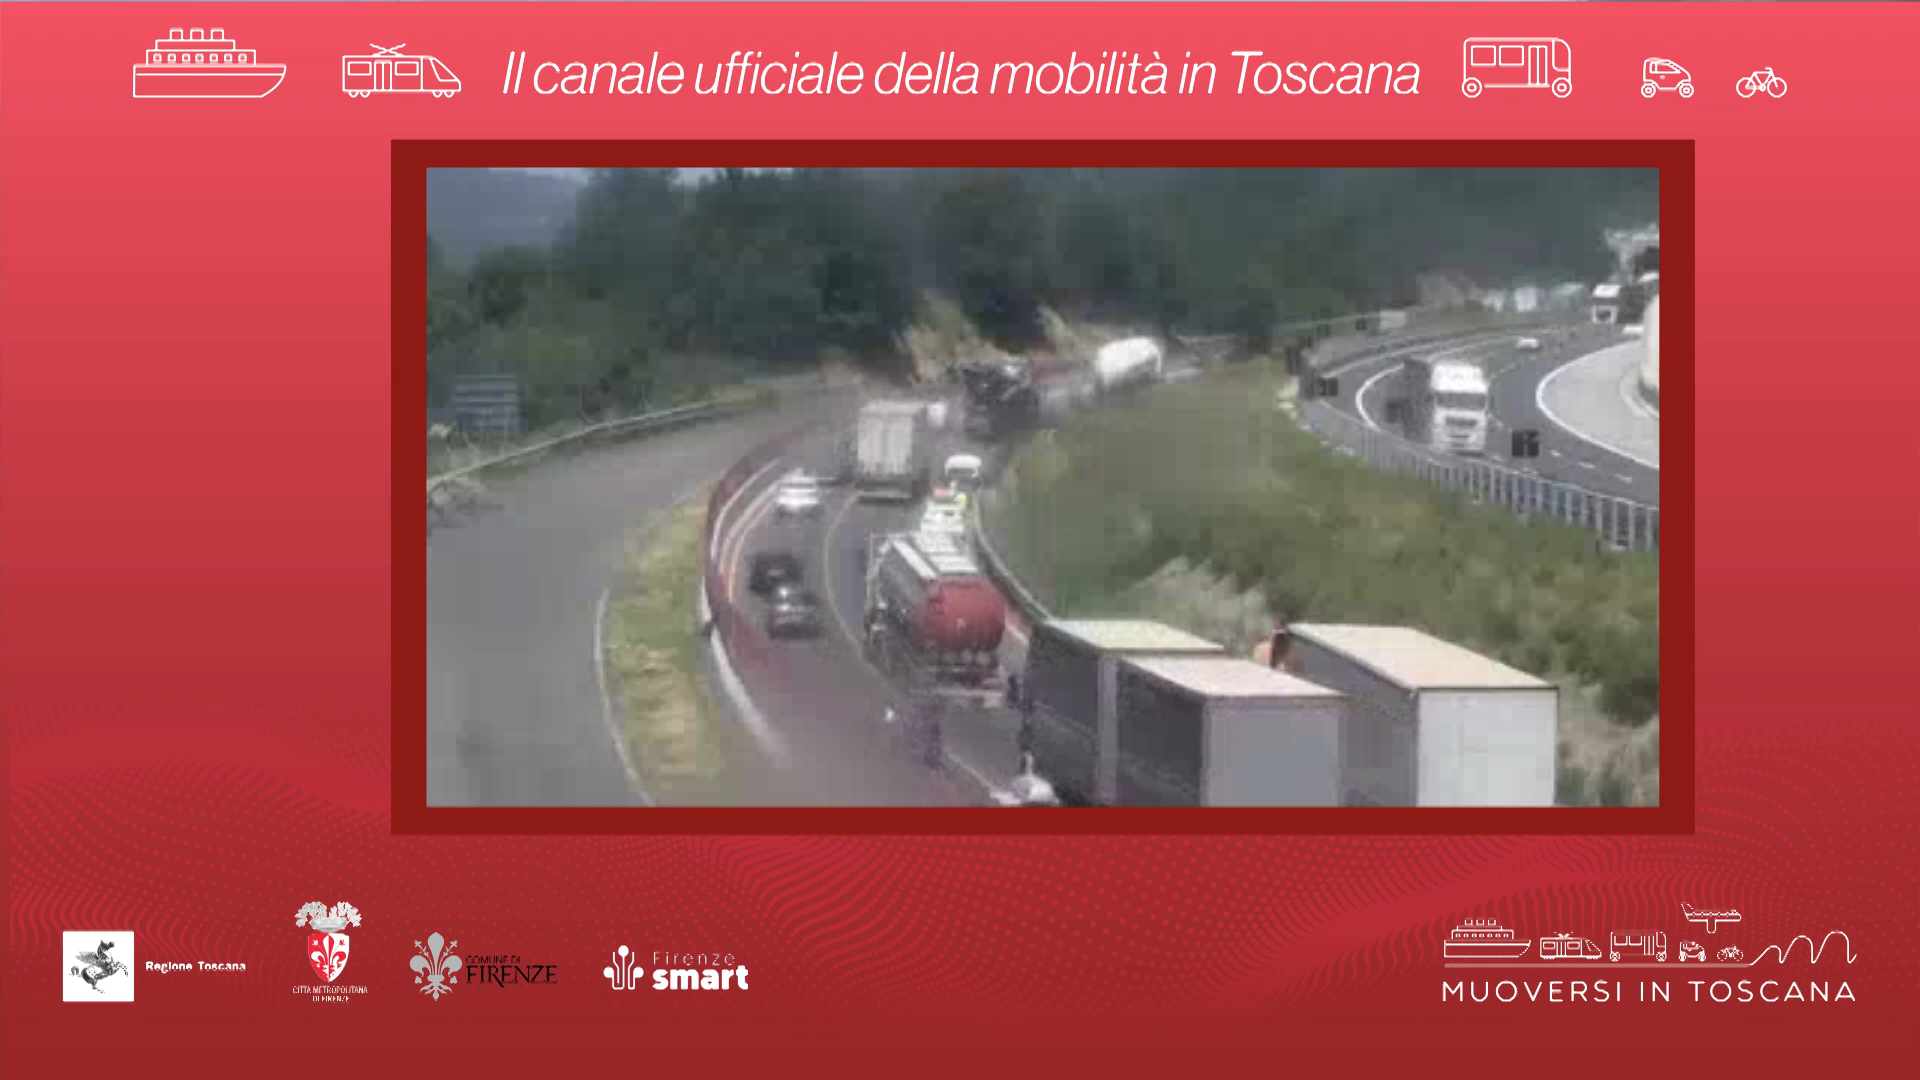 Il canale ufficiale della mobilità in Toscana
Regione Toscana
CITTÀ METROPOLITANA
DI FIRENZE
COMUNE DI
FIRENZE
Firenze
smart
MUOVERSI IN TOSCANA